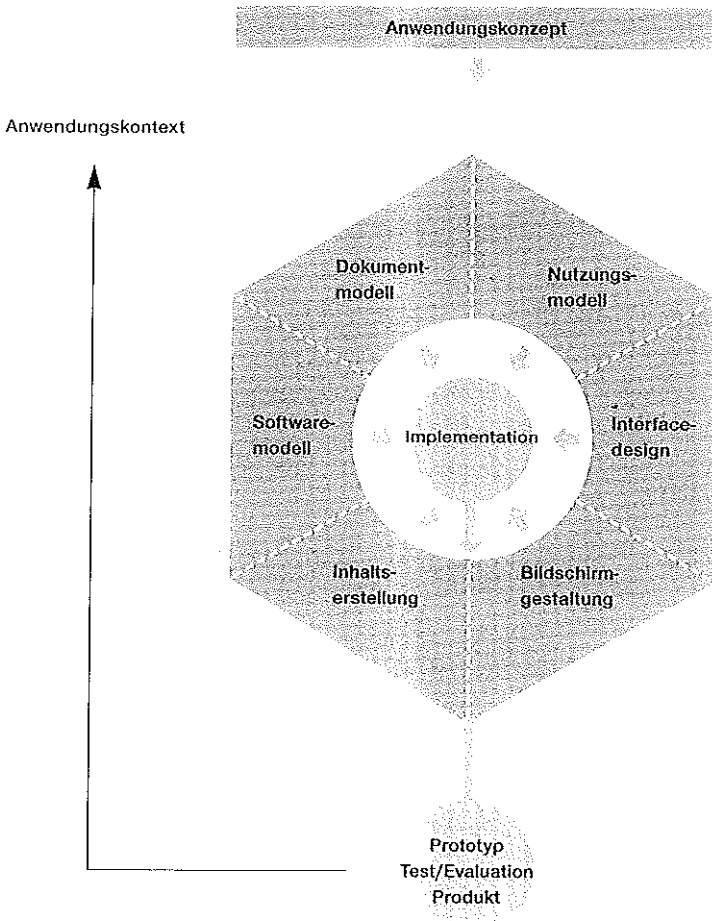 Anwendungskonzept
Anwendungskontext
Dokument-
modell
Nutzungs-
modell
Software-
modell
Implementation
Interface-
design
Inhalts-
erstellung
Bildschirm-
gestaltung
Prototyp
Test/Evaluation
Produkt